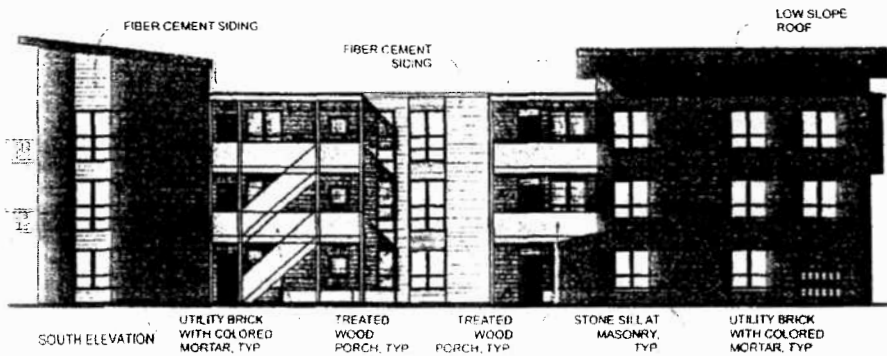 FIBER CEMENT SIDING
FIBER CEMENT
SIDING
LOW SLOPE
ROOF
SOUTH ELEVATION
UTILITY BRICK
WITH COLORED
MORTAR, TYP
TREATED
WOOD
PORCH, TYP
TREATED
WOOD
PORCH, TYP
STONE SILL AT
MASONRY,
TYP
UTILITY BRICK
WITH COLORED
MORTAR, TYP